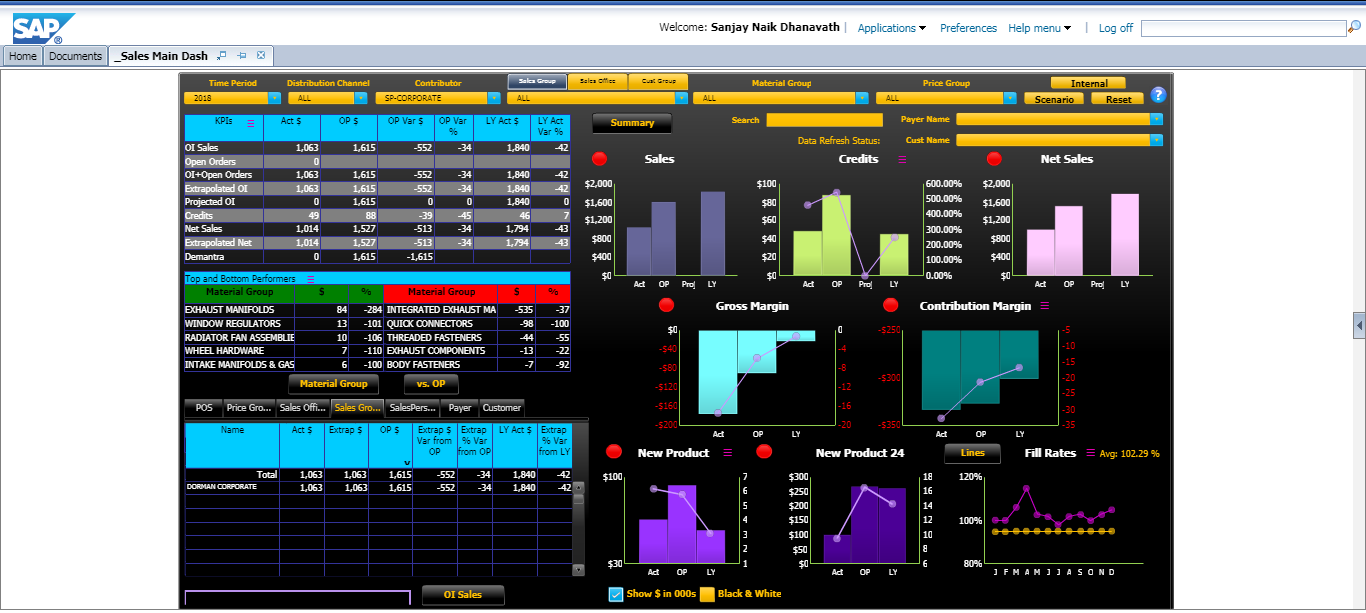 SAP ®
Welcome: Sanjay Naik Dhanavath | Applications Preferences Help menu | Log off
Home Documents _Sales Main Dash
Time Period Distribution Channel Contributor Sales Group Sales Office Cust Group Material Group Price Group Internal
2018 ALL SP-CORPORATE ALL ALL ALL Scenario Reset ?
KPIs Act $ OP $ OP Var $ OP Var % LY Act $ LY Act Var %
OI Sales 1,063 1,615 -552 -34 1,840 -42
Open Orders 0
OI+Open Orders 1,063 1,615 -552 -34 1,840 -42
Extrapolated OI 1,063 1,615 -552 -34 1,840 -42
Projected OI 0 1,615 0 0 1,840 0
Credits 49 88 -39 -45 46 7
Net Sales 1,014 1,527 -513 -34 1,794 -43
Extrapolated Net 1,014 1,527 -513 -34 1,794 -43
Demantra 0 1,615 -1,615
Summary Search Payer Name
Data Refresh Status: Cust Name
Sales
$2,000
$1,600
$1,200
$800
$400
$0
Act OP Proj LY
Credits
$100
$80
$60
$40
$20
$0
600.00%
500.00%
400.00%
300.00%
200.00%
100.00%
0.00%
Act OP Proj LY
Net Sales
$2,000
$1,600
$1,200
$800
$400
$0
Act OP Proj LY
Top and Bottom Performers
Material Group $ % Material Group $ %
EXHAUST MANIFOLDS 84 -284 INTEGRATED EXHAUST MA -535 -37
WINDOW REGULATORS 13 -101 QUICK CONNECTORS -98 -100
RADIATOR FAN ASSEMBLIE 10 -106 THREADED FASTENERS -44 -55
WHEEL HARDWARE 7 -110 EXHAUST COMPONENTS -13 -22
INTAKE MANIFOLDS & GAS 6 -100 BODY FASTENERS -7 -92
Material Group vs. OP
Gross Margin
$0
-$40
-$80
-$120
-$160
-$200
0
-4
-8
-12
-16
-20
Act OP LY
Contribution Margin
-$250
-$300
-$350
-5
-10
-15
-20
-25
-30
-35
Act OP LY
POS Price Gro... Sales Offi... Sales Gro... SalesPers... Payer Customer
Name Act $ Extrap $ OP $ Extrap $ Var from OP Extrap % Var from OP LY Act $ Extrap % Var from LY
Total 1,063 1,063 1,615 -552 -34 1,840 -42
DORMAN CORPORATE 1,063 1,063 1,615 -552 -34 1,840 -42
New Product
$100
$30
7
6
5
4
3
2
1
Act OP LY
New Product 24
$300
$250
$200
$150
$100
$50
$0
18
16
14
12
10
8
6
Act OP LY
Lines Fill Rates Avg: 102.29 %
120%
100%
80%
J F M A M J J A S O N D
OI Sales Show $ in 000s Black & White